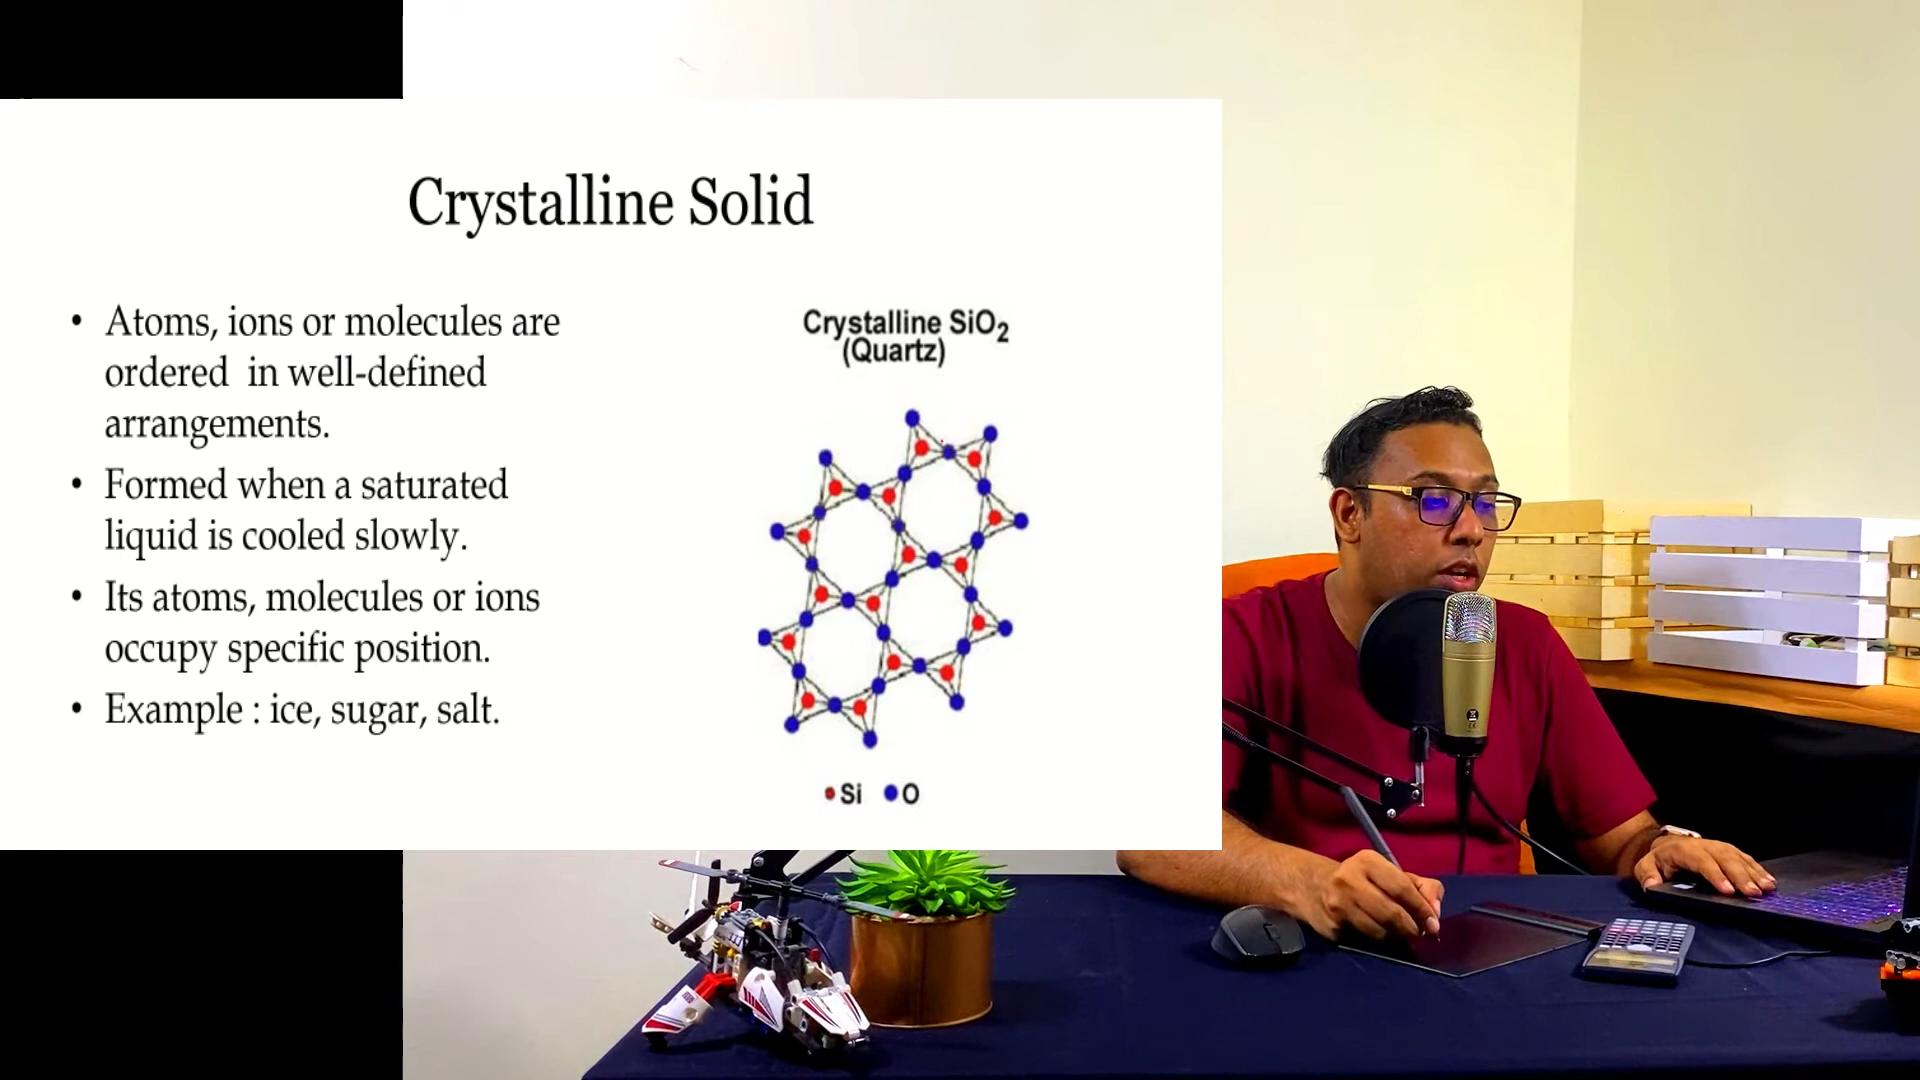 Crystalline Solid
• Atoms, ions or molecules are
ordered in well-defined
arrangements.
• Formed when a saturated
liquid is cooled slowly.
• Its atoms, molecules or ions
occupy specific position.
• Example : ice, sugar, salt.
Crystalline SiO₂
(Quartz)
Si O